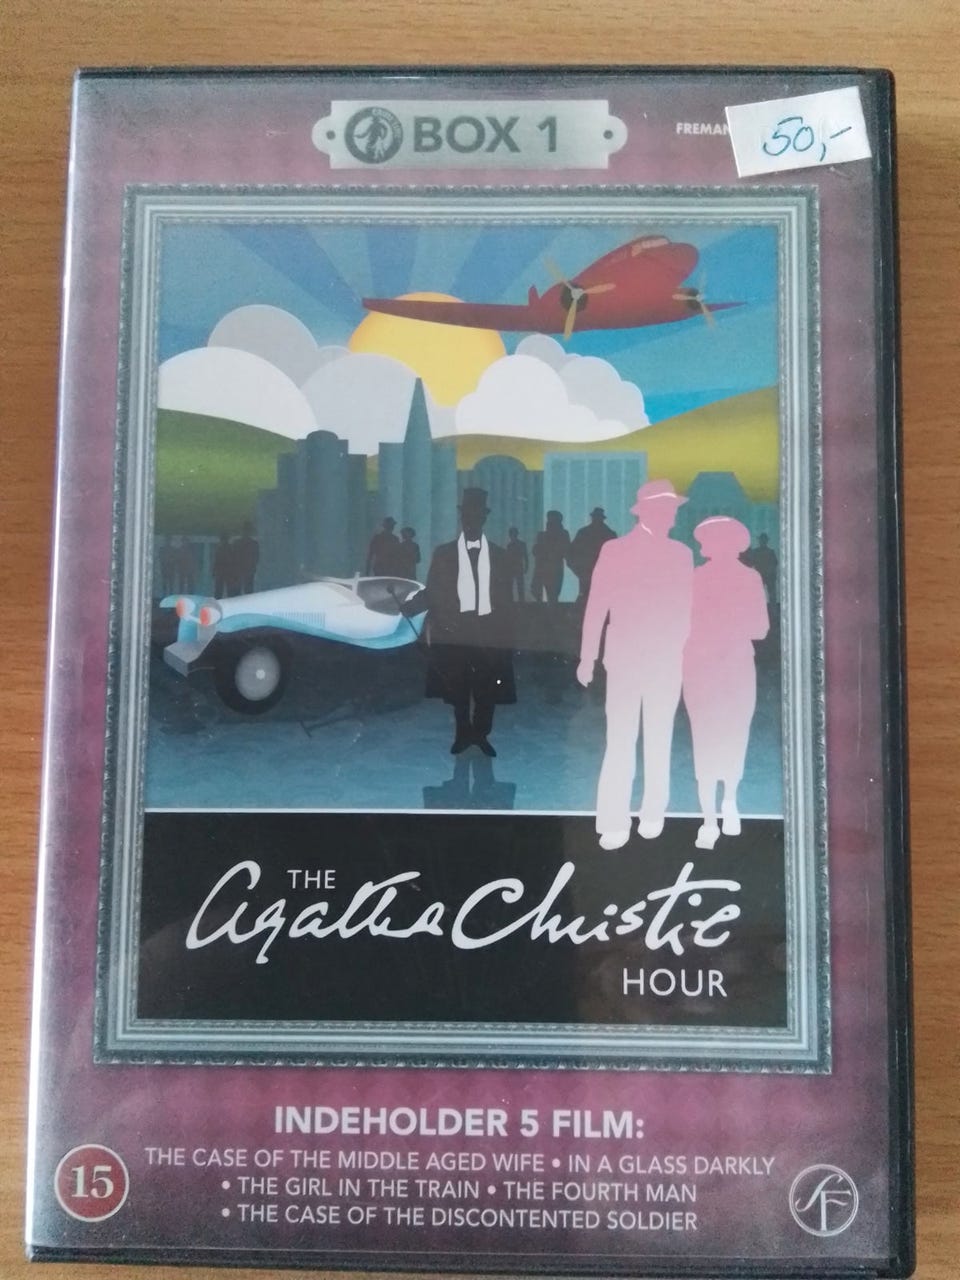 BOX 1
FREMAN
50,-
THE
Agatha Christie
HOUR
INDEHOLDER 5 FILM:
THE CASE OF THE MIDDLE AGED WIFE • IN A GLASS DARKLY
• THE GIRL IN THE TRAIN • THE FOURTH MAN
• THE CASE OF THE DISCONTENTED SOLDIER
15
SF